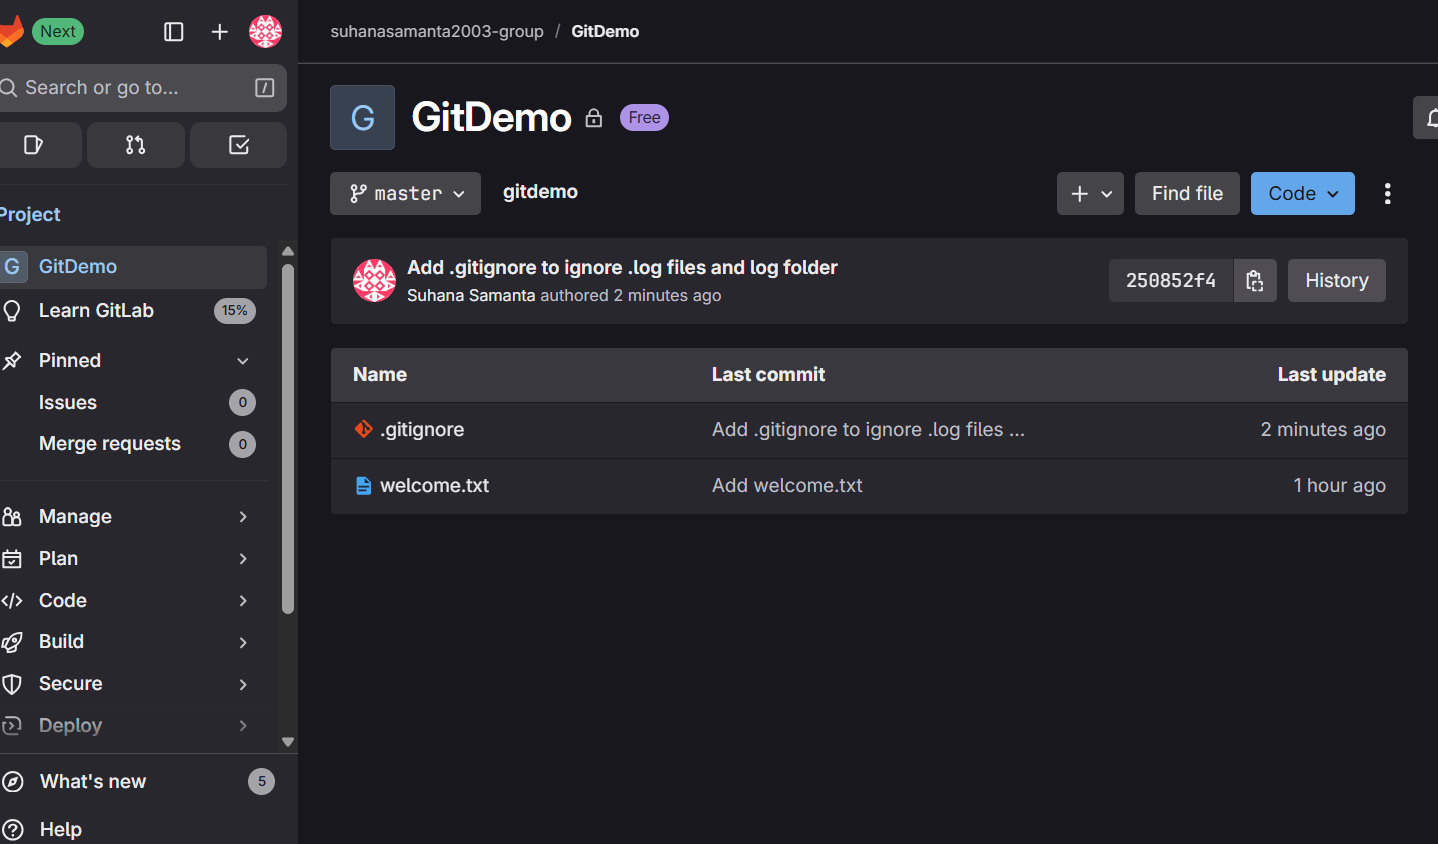 Next
Search or go to...
/
Project
G GitDemo
Learn GitLab 15%
Pinned
Issues 0
Merge requests 0
Manage
Plan
Code
Build
Secure
Deploy
What's new 5
Help
suhanasamanta2003-group / GitDemo
G GitDemo Free
master gitdemo Find file Code
Add .gitignore to ignore .log files and log folder
Suhana Samanta authored 2 minutes ago
250852f4 History
Name Last commit Last update
.gitignore Add .gitignore to ignore .log files ... 2 minutes ago
welcome.txt Add welcome.txt 1 hour ago